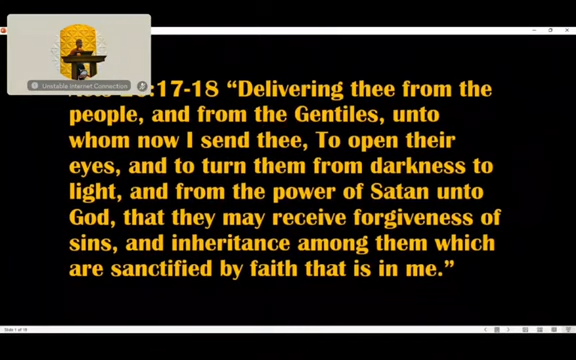 Unstable Internet Connection
:17-18 “Delivering thee from the
people, and from the Gentiles, unto
whom now I send thee, To open their
eyes, and to turn them from darkness to
light, and from the power of Satan unto
God, that they may receive forgiveness of
sins, and inheritance among them which
are sanctified by faith that is in me.”
Slide 1 of 18